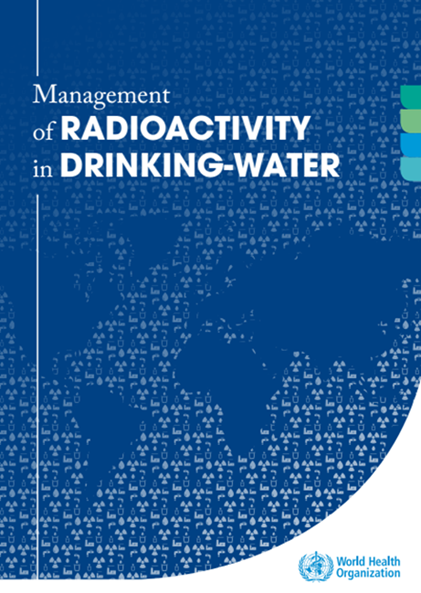 Management
of RADIOACTIVITY
in DRINKING-WATER
World Health
Organization